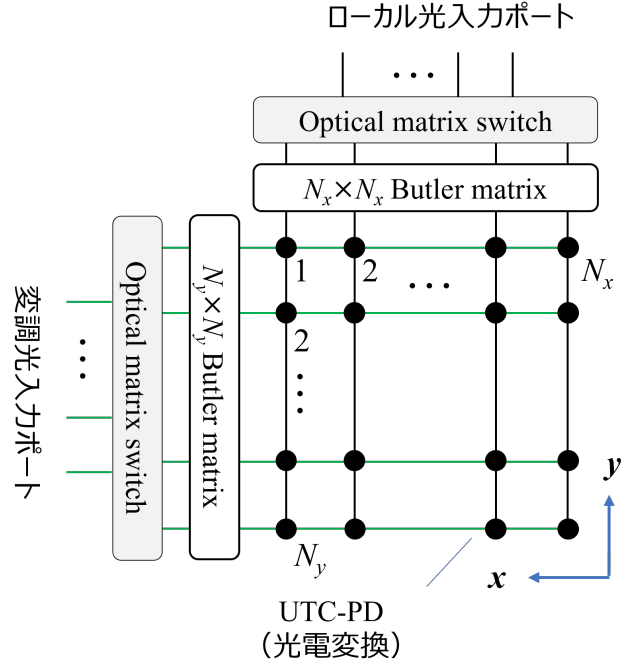 ローカル光入力ポート
...
Optical matrix switch
Nx×Nx Butler matrix
変調光入力ポート
...
Optical matrix switch
Ny×Ny Butler matrix
1 2 ... Nx
2
...
Ny
y
x
UTC-PD
（光電変換）